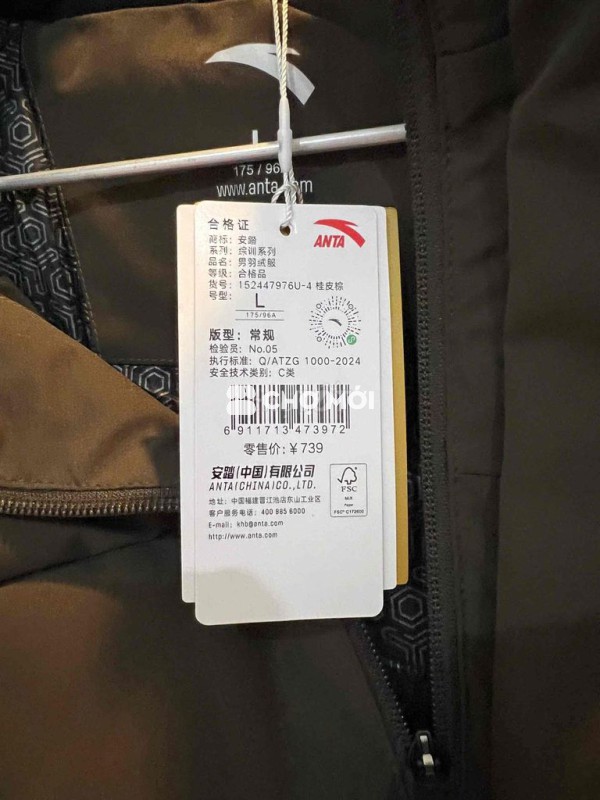 L
175 / 96
www.anta.com
合格证
ANTA
商标: 安踏
系列: 综训系列
品名: 男羽绒服
等级: 合格品
货号: 152447976U-4 桂皮棕
号型: L
175/96A
版型: 常规
检验员: No.05
执行标准: Q/ATZG 1000-2024
安全技术类别: C类
CHỢ MỚI
6 911713 473972
零售价: ¥739
安踏(中国)有限公司
ANTA(CHINA)CO.,LTD.
FSC
地址: 中国福建晋江池店东山工业区
客户服务电话: 400 885 6000
E-mail: khb@anta.com
http://www.anta.com